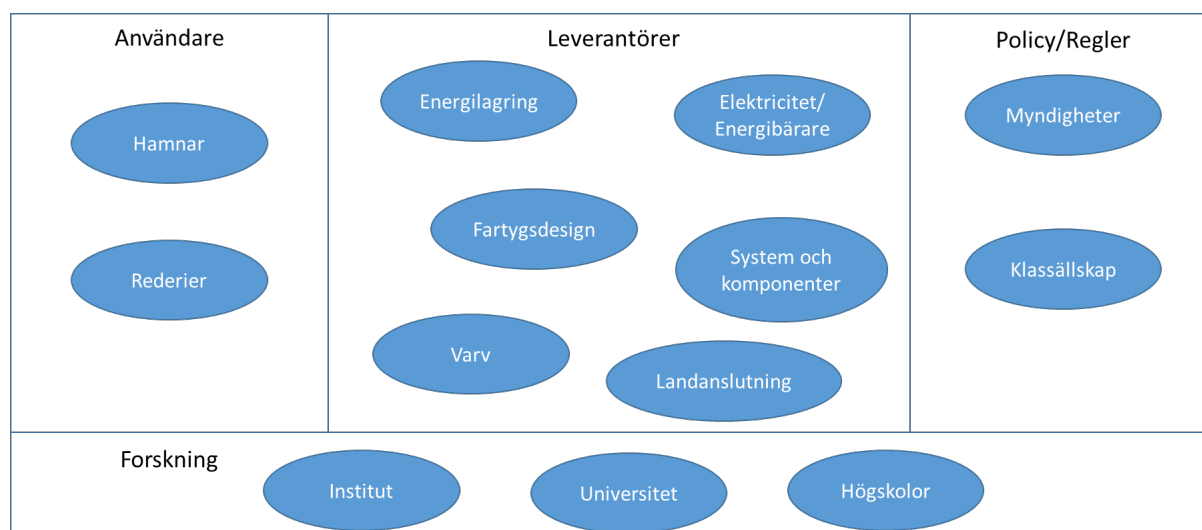 Användare
Hamnar
Rederier
Leverantörer
Energilagring
Elektricitet/
Energibärare
Fartygsdesign
System och
komponenter
Varv
Landanslutning
Policy/Regler
Myndigheter
Klassällskap
Forskning
Institut
Universitet
Högskolor